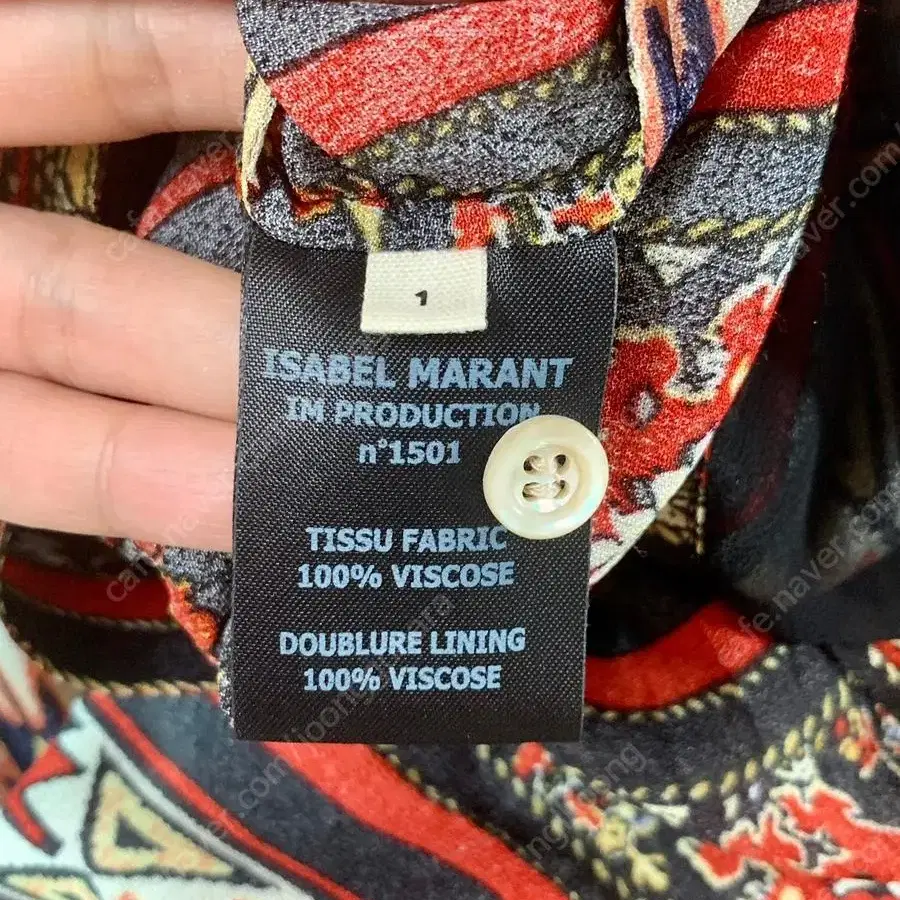 1
ISABEL MARANT
IM PRODUCTION
n°1501
TISSU FABRIC
100% VISCOSE
DOUBLURE LINING
100% VISCOSE